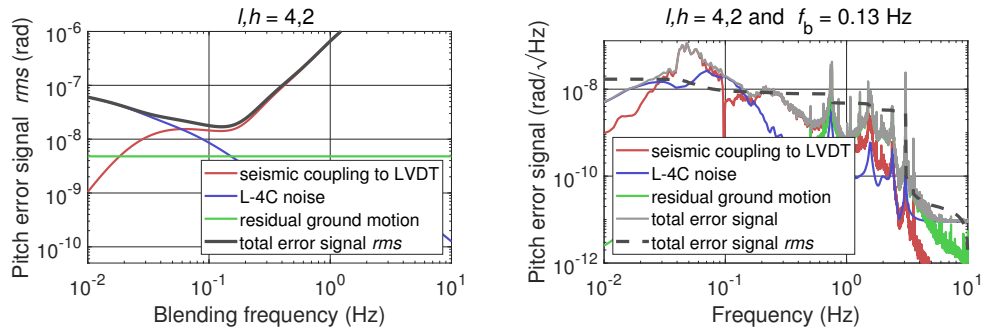 l,h = 4,2
Pitch error signal rms (rad)
10^-6
10^-7
10^-8
10^-9
10^-10
seismic coupling to LVDT
L-4C noise
residual ground motion
total error signal rms
10^-2
10^-1
10^0
10^1
Blending frequency (Hz)
l,h = 4,2 and f_b = 0.13 Hz
Pitch error signal (rad/√Hz)
10^-8
10^-10
10^-12
seismic coupling to LVDT
L-4C noise
residual ground motion
total error signal
total error signal rms
10^-2
10^-1
10^0
10^1
Frequency (Hz)